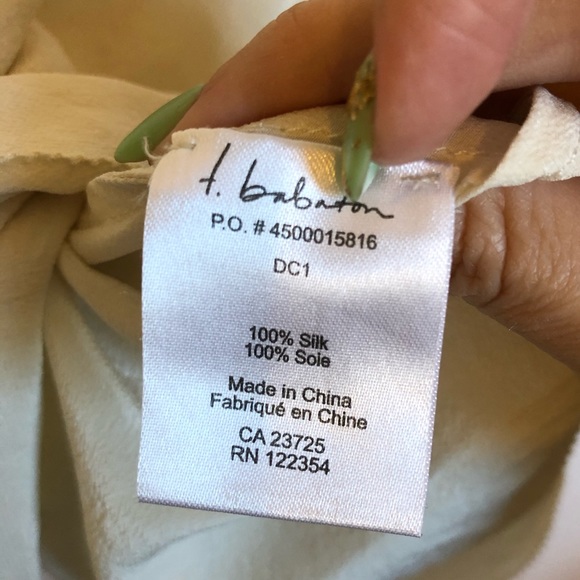 t. babaton
P.O. # 4500015816
DC1
100% Silk
100% Soie
Made in China
Fabriqué en Chine
CA 23725
RN 122354